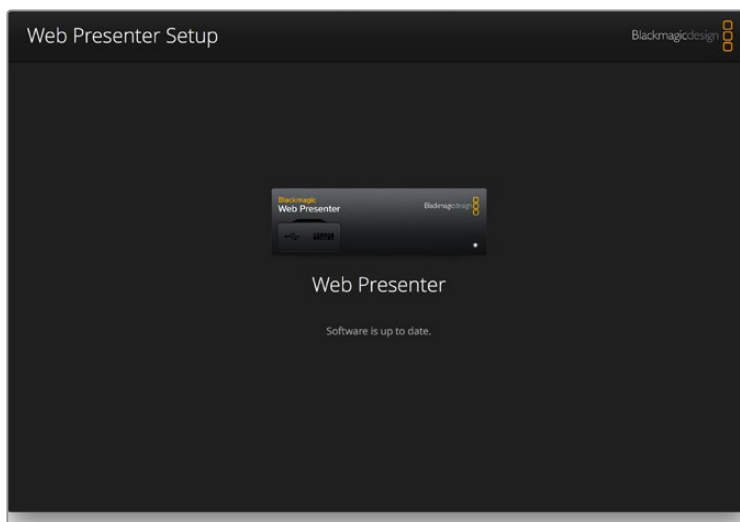 Web Presenter Setup
Blackmagicdesign
Blackmagic
Web Presenter
Blackmagicdesign
Web Presenter
Software is up to date.